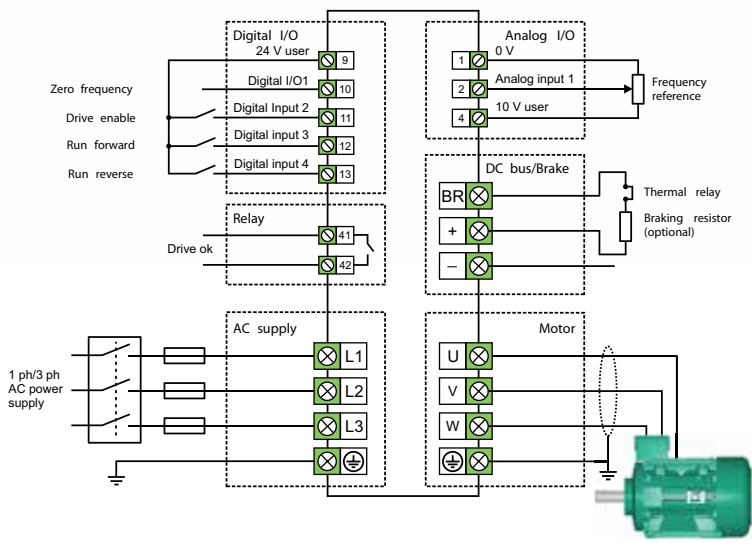 Digital I/O
24 V user
9
Zero frequency
Digital I/O1
10
Drive enable
Digital Input 2
11
Run forward
Digital input 3
12
Run reverse
Digital input 4
13
Analog I/O
0 V
1
2
Analog input 1
Frequency
reference
10 V user
4
DC bus/Brake
BR
Thermal relay
+
Braking resistor
(optional)
–
Relay
41
Drive ok
42
AC supply
1 ph/3 ph
AC power
supply
L1
L2
L3
Motor
U
V
W